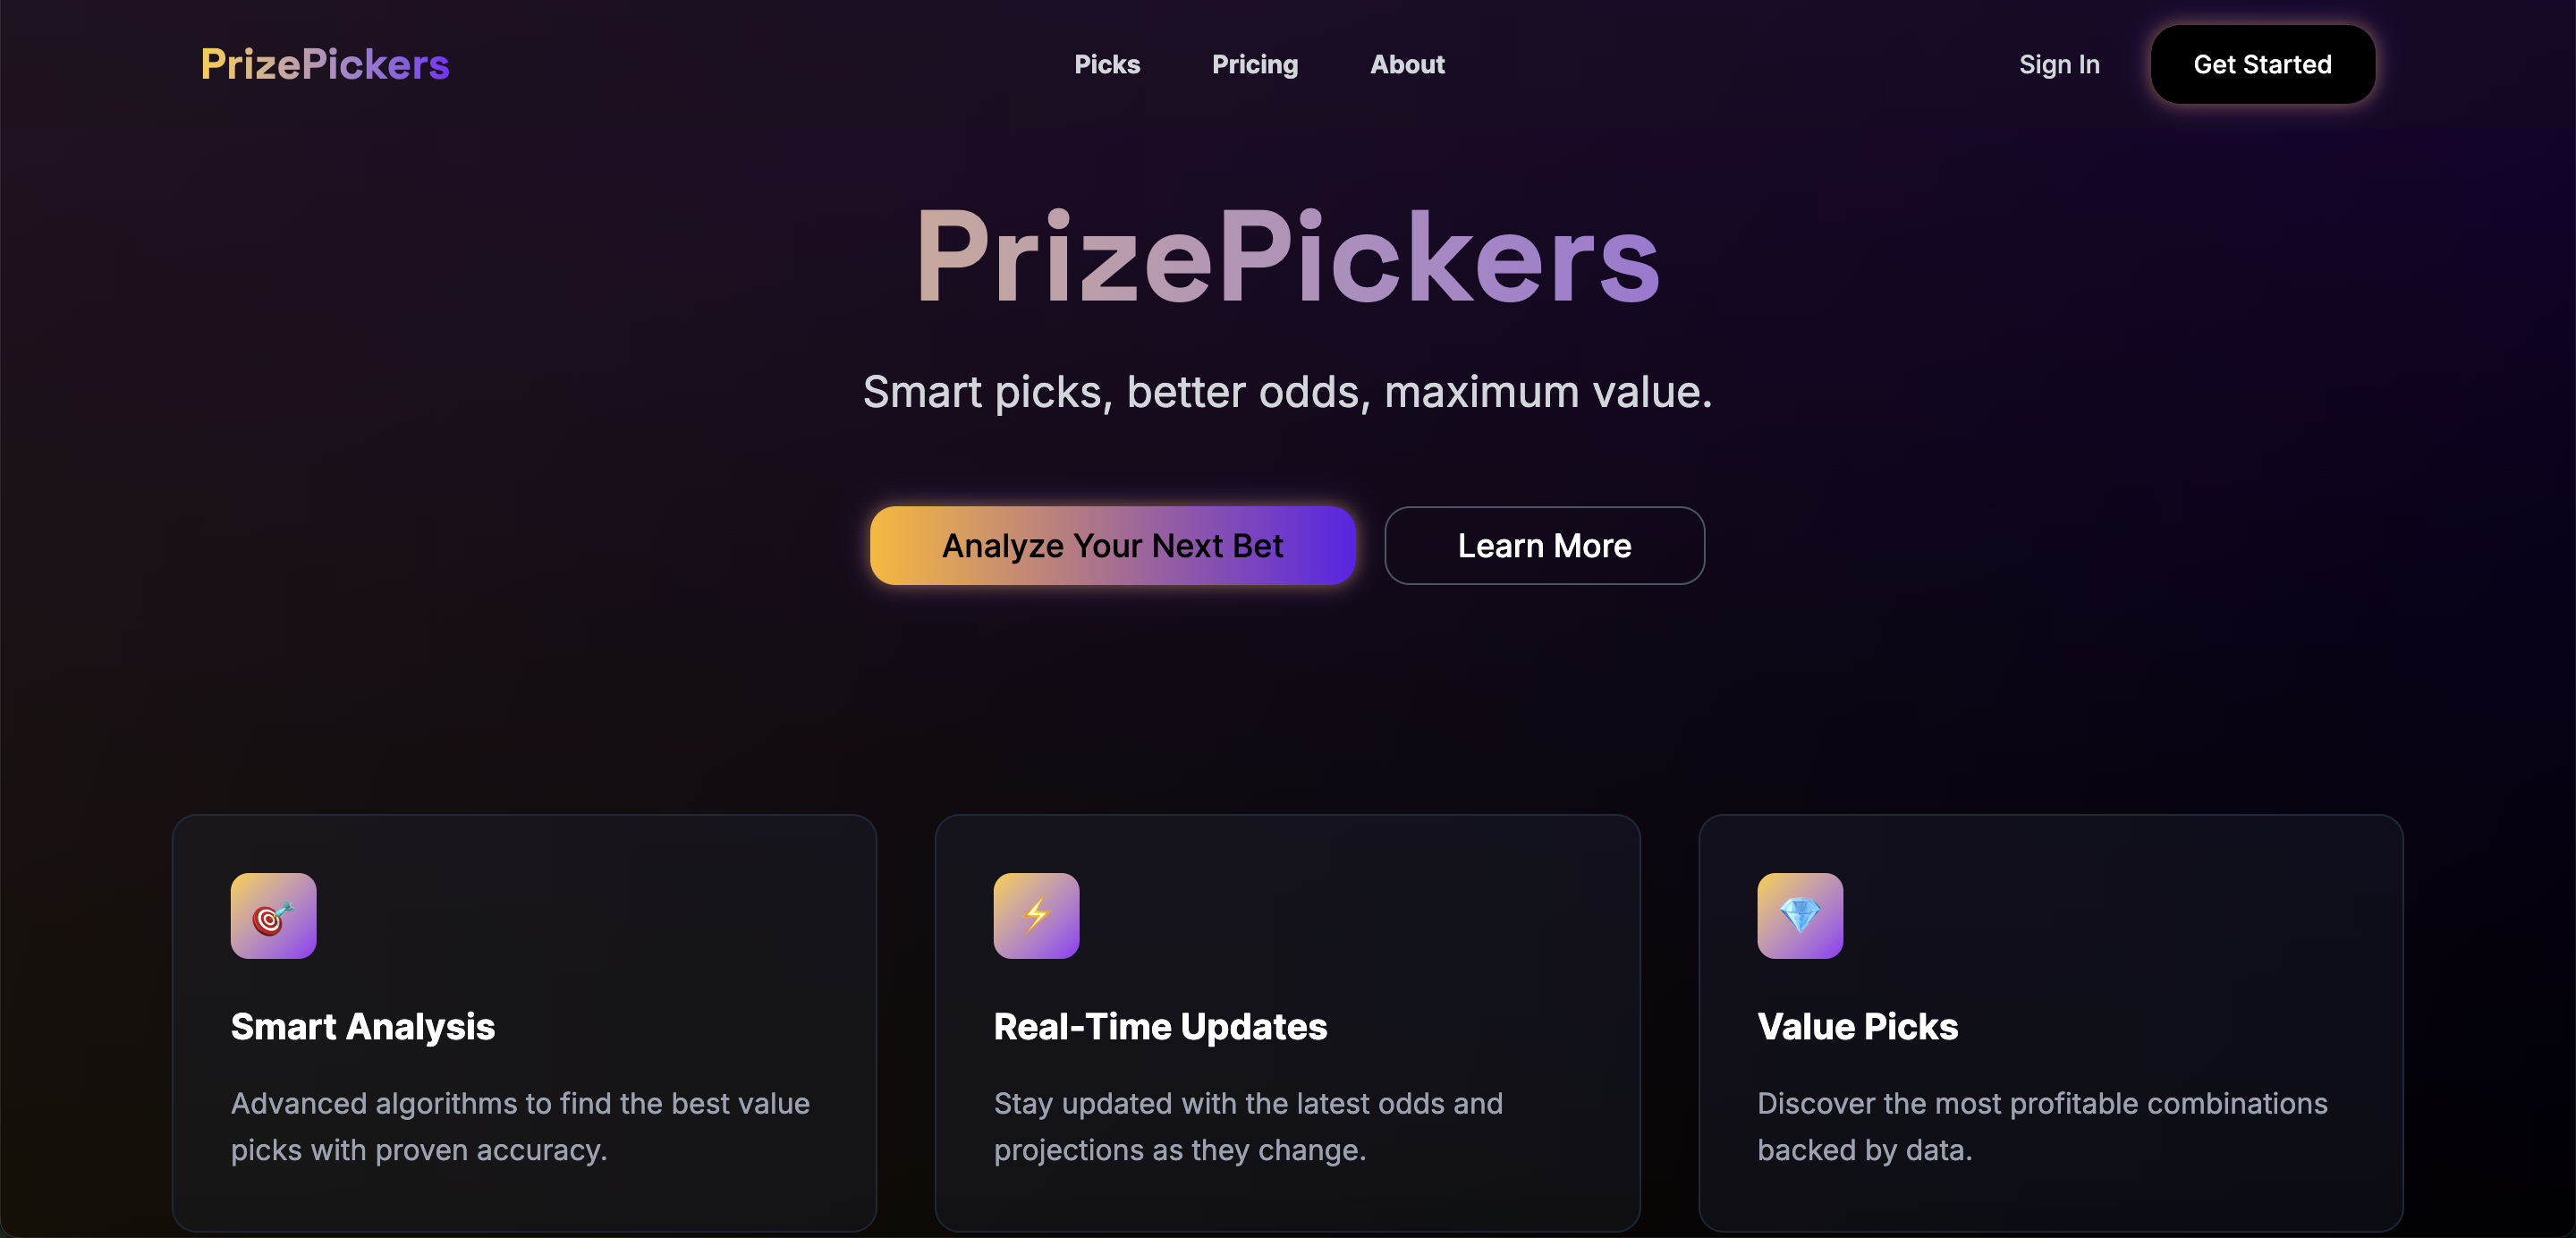 PrizePickers
Picks
Pricing
About
Sign In
Get Started
PrizePickers
Smart picks, better odds, maximum value.
Analyze Your Next Bet
Learn More
Smart Analysis
Advanced algorithms to find the best value
picks with proven accuracy.
Real-Time Updates
Stay updated with the latest odds and
projections as they change.
Value Picks
Discover the most profitable combinations
backed by data.